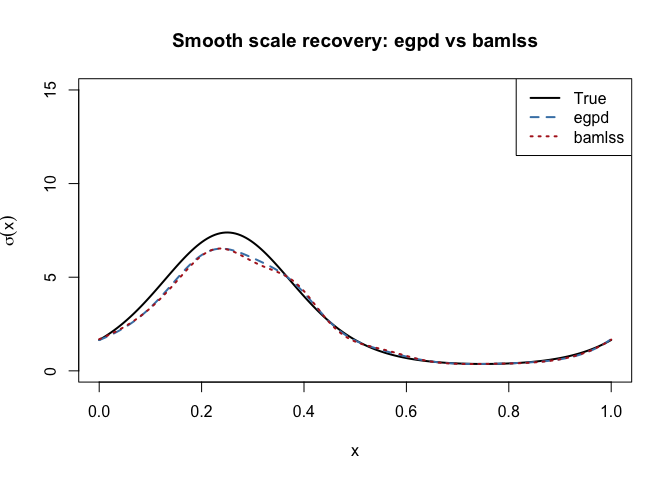 Smooth scale recovery: egpd vs bamlss
True
egpd
bamlss
σ(x)
15
10
5
0
0.0 0.2 0.4 0.6 0.8 1.0
x